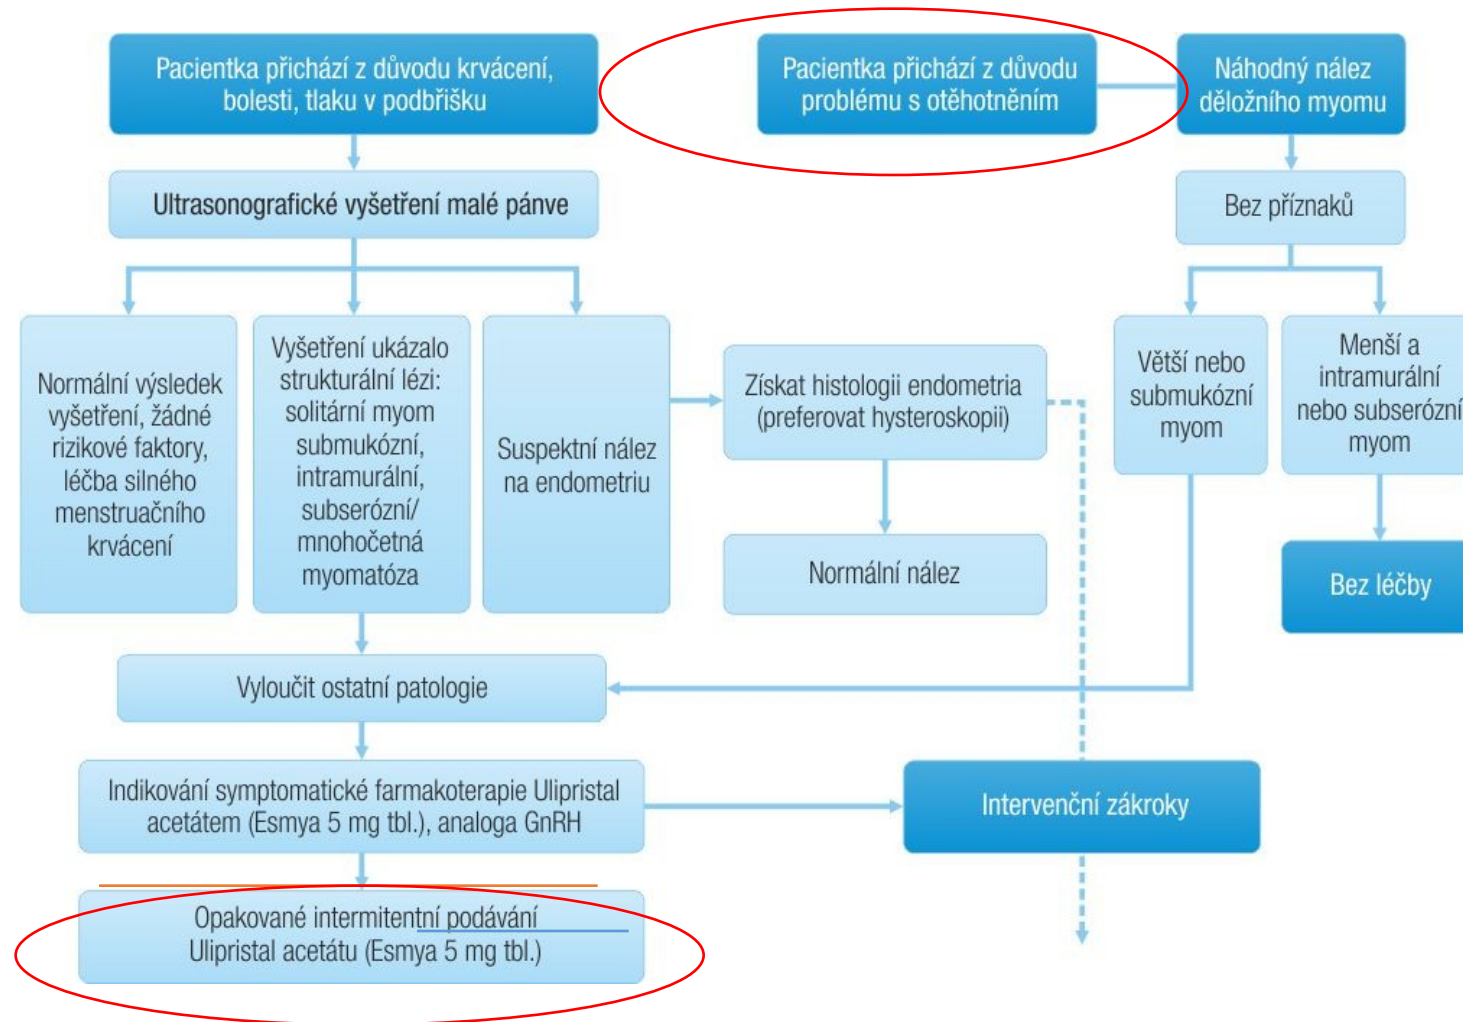 Pacientka přichází z důvodu krvácení,
bolesti, tlaku v podbřišku
Pacientka přichází z důvodu
problému s otěhotněním
Náhodný nález
děložního myomu
Ultrasonografické vyšetření malé pánve
Bez příznaků
Normální výsledek
vyšetření, žádné
rizikové faktory,
léčba silného
menstruačního
krvácení
Vyšetření ukázalo
strukturální lézi:
solitární myom
submukózní,
intramurální,
subserózní/
mnohočetná
myomatóza
Suspektní nález
na endometriu
Získat histologii endometria
(preferovat hysteroskopii)
Větší nebo
submukózní
myom
Menší a
intramurální
nebo subserózní
myom
Normální nález
Bez léčby
Vyloučit ostatní patologie
Indikování symptomatické farmakoterapie Ulipristal
acetátem (Esmya 5 mg tbl.), analoga GnRH
Intervenční zákroky
Opakované intermitentní podávání
Ulipristal acetátu (Esmya 5 mg tbl.)